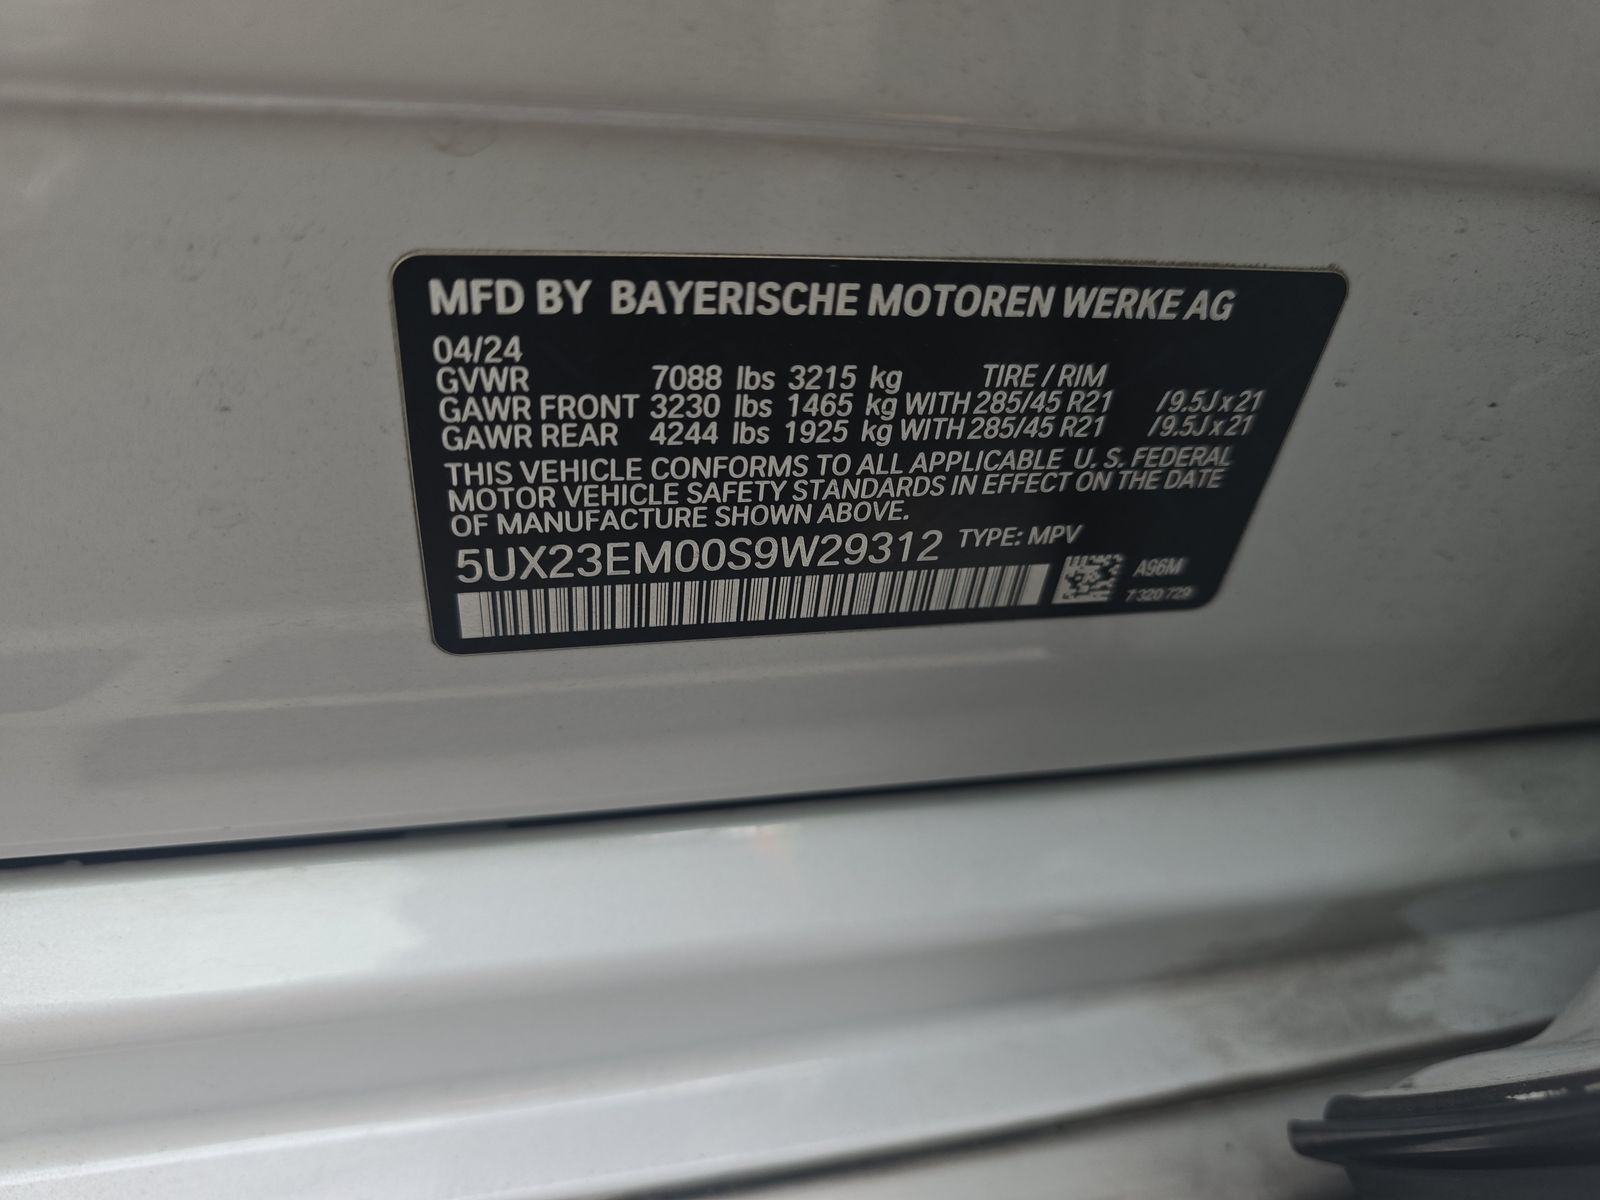 MFD BY BAYERISCHE MOTOREN WERKE AG
04/24
GVWR 7088 lbs 3215 kg TIRE / RIM
GAWR FRONT 3230 lbs 1465 kg WITH 285/45 R21 /9.5J x 21
GAWR REAR 4244 lbs 1925 kg WITH 285/45 R21 /9.5J x 21
THIS VEHICLE CONFORMS TO ALL APPLICABLE U. S. FEDERAL
MOTOR VEHICLE SAFETY STANDARDS IN EFFECT ON THE DATE
OF MANUFACTURE SHOWN ABOVE.
5UX23EM00S9W29312 TYPE: MPV
A96M
7 320 729